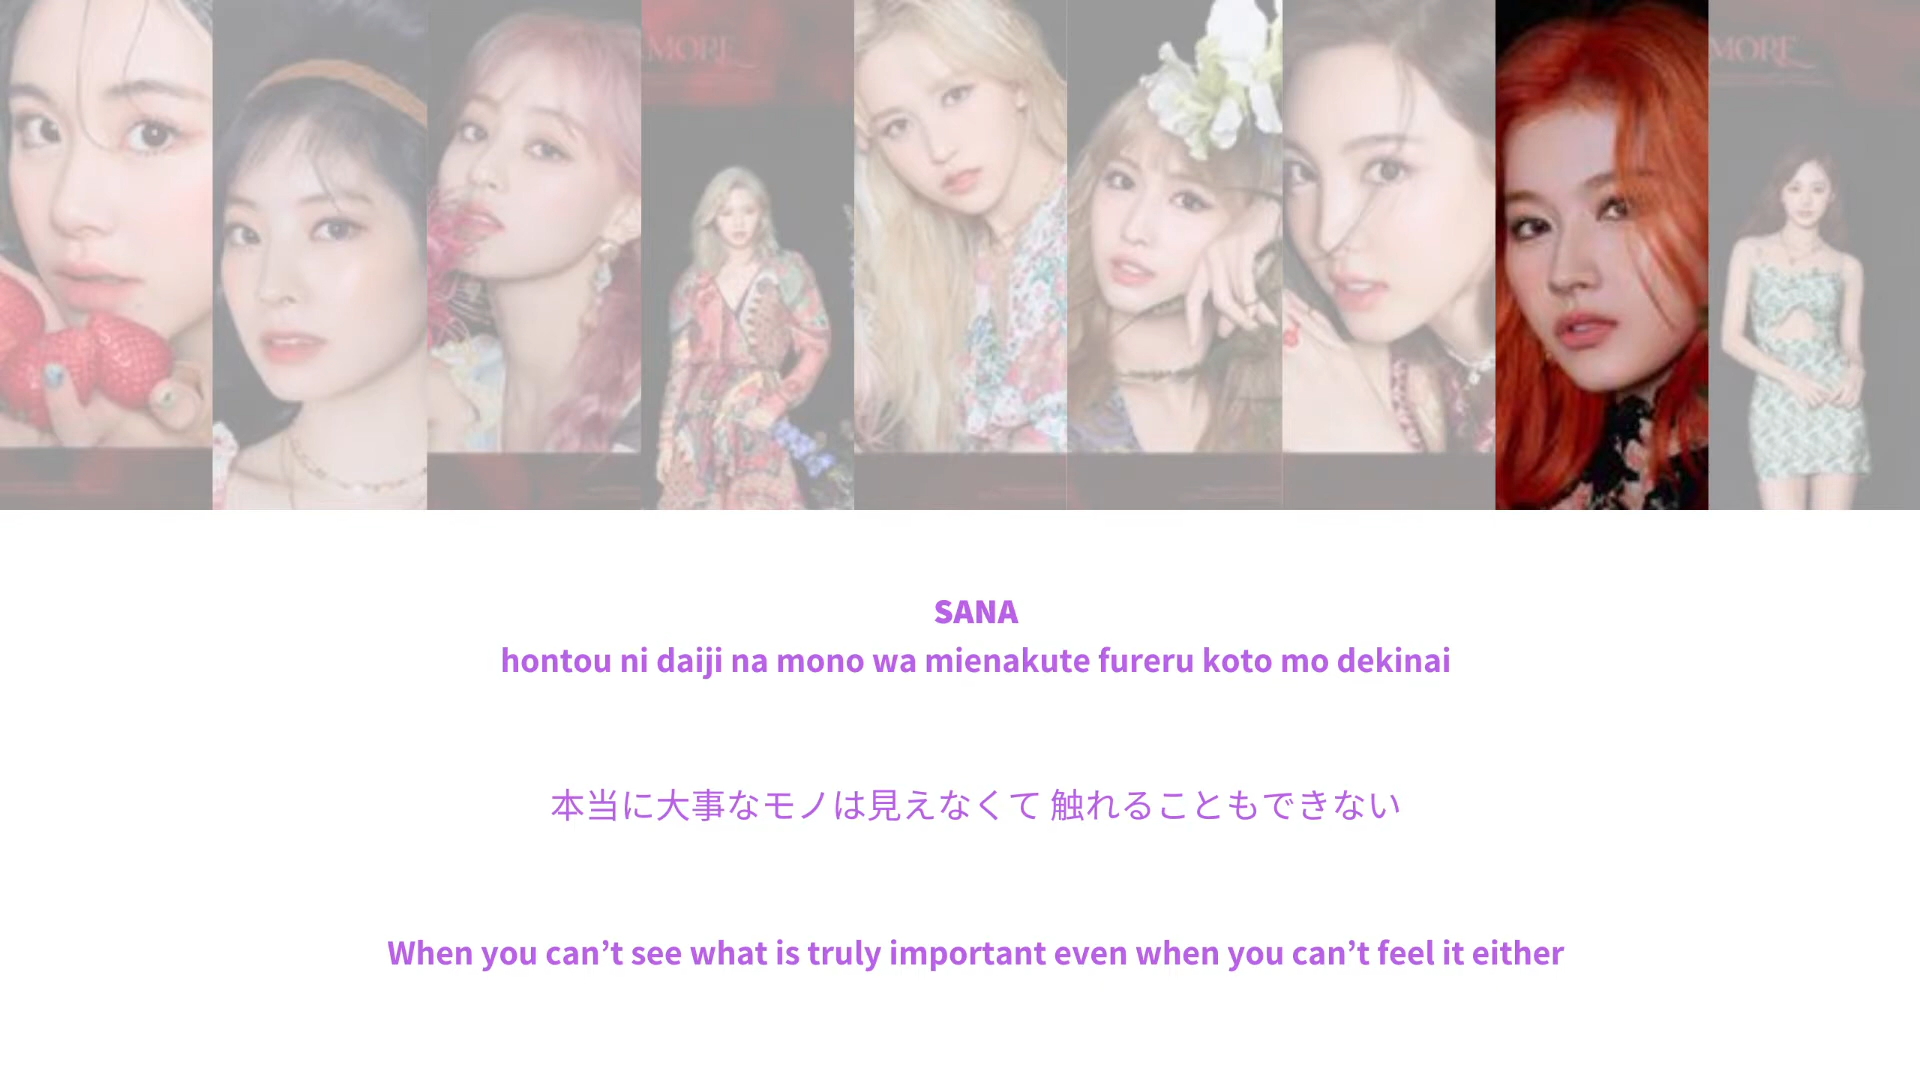 MORE
MORE
SANA
hontou ni daiji na mono wa mienakute fureru koto mo dekinai
本当に大事なモノは見えなくて 触れることもできない
When you can’t see what is truly important even when you can’t feel it either